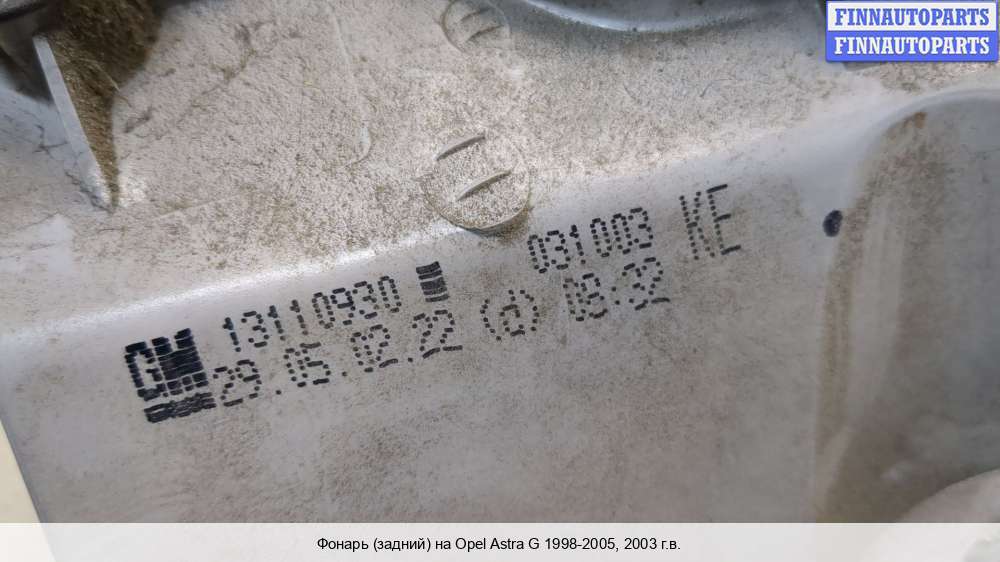 FINNAUTOPARTS
FINNAUTOPARTS
GM 13110930 031003 KE
29.05.02.22 (d) 08:32
Фонарь (задний) на Opel Astra G 1998-2005, 2003 г.в.